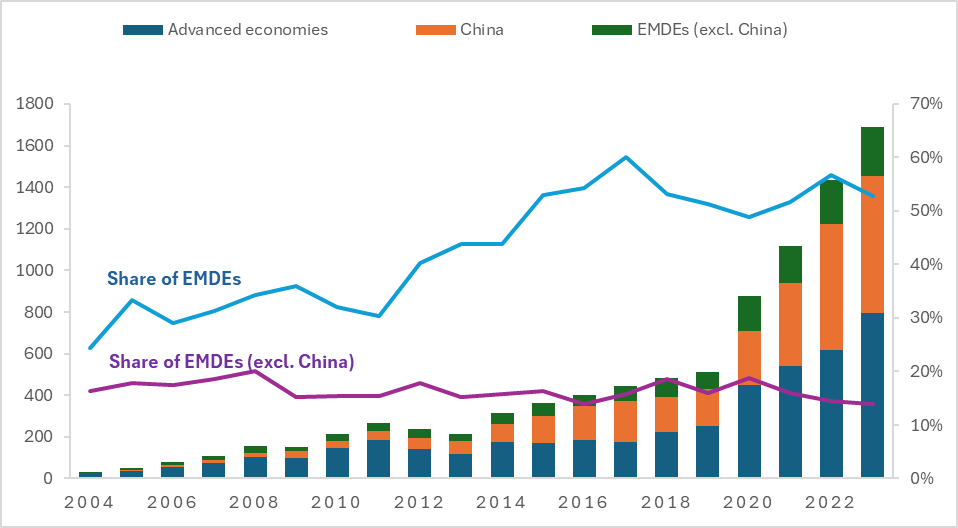 Advanced economies China EMDEs (excl. China)
1800 70%
1600 60%
1400 50%
1200 40%
1000 30%
800 20%
600 10%
400 0%
200
0
Share of EMDEs
Share of EMDEs (excl. China)
2004 2006 2008 2010 2012 2014 2016 2018 2020 2022